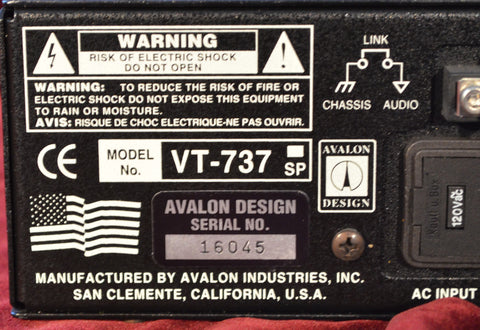 WARNING
RISK OF ELECTRIC SHOCK
DO NOT OPEN
WARNING: TO REDUCE THE RISK OF FIRE OR
ELECTRIC SHOCK DO NOT EXPOSE THIS EQUIPMENT
TO RAIN OR MOISTURE.
AVIS: RISQUE DE CHOC ELECTRIQUE-NE PAS OUVRIR.
LINK
CHASSIS AUDIO
CE
MODEL
No.
VT-737
SP
AVALON
DESIGN
AVALON DESIGN
SERIAL NO.
16045
120Vac
MANUFACTURED BY AVALON INDUSTRIES, INC.
SAN CLEMENTE, CALIFORNIA, U.S.A.
AC INPUT